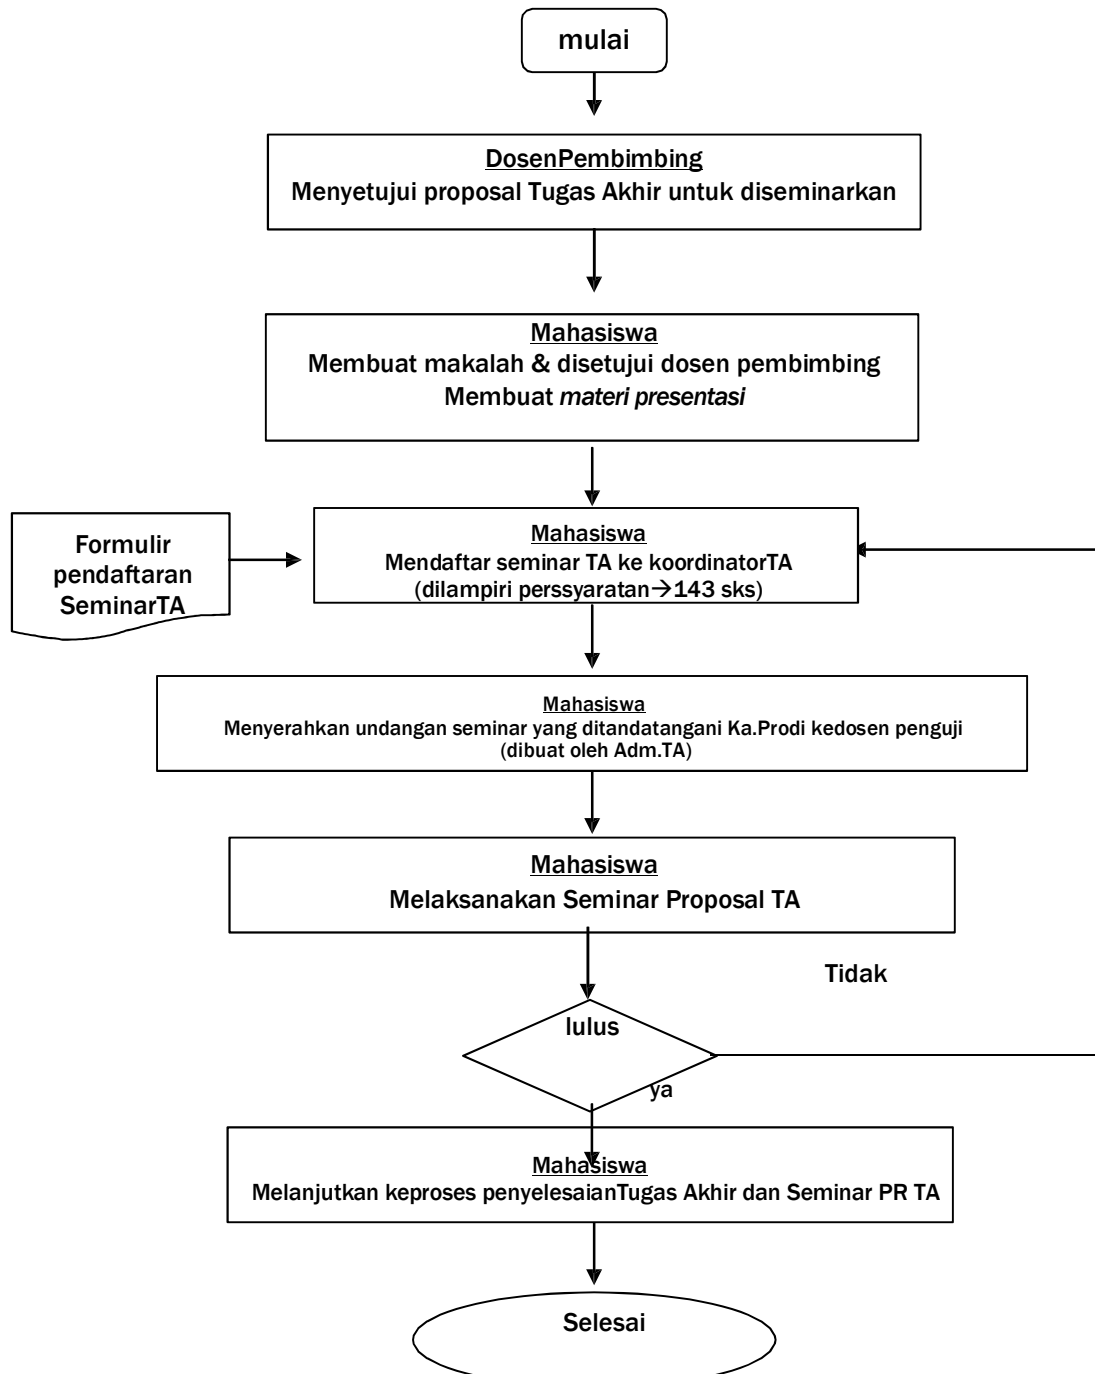 mulai
DosenPembimbing
Menyetujui proposal Tugas Akhir untuk diseminarkan
Mahasiswa
Membuat makalah & disetujui dosen pembimbing
Membuat materi presentasi
Formulir
pendaftaran
SeminarTA
Mahasiswa
Mendaftar seminar TA ke koordinatorTA
(dilampiri perssyaratan→143 sks)
Mahasiswa
Menyerahkan undangan seminar yang ditandatangani Ka.Prodi kedosen penguji
(dibuat oleh Adm.TA)
Mahasiswa
Melaksanakan Seminar Proposal TA
Tidak
lulus
ya
Mahasiswa
Melanjutkan keproses penyelesaianTugas Akhir dan Seminar PR TA
Selesai